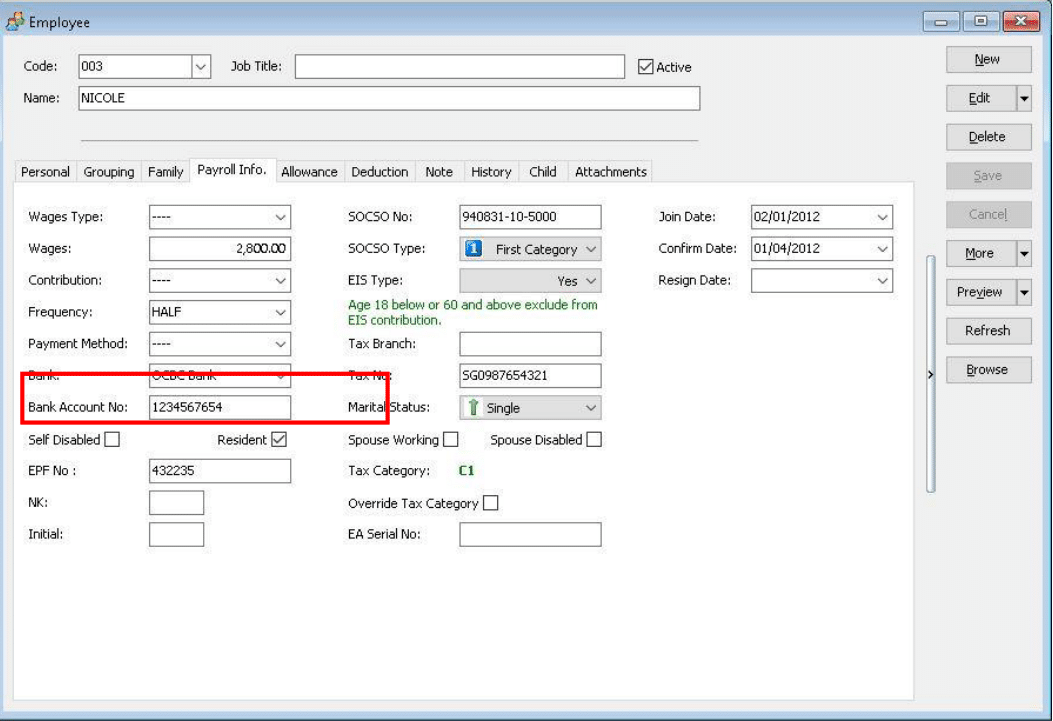 Employee
Code: 003 Job Title: Active
Name: NICOLE
New
Edit
Delete
Save
Cancel
More
Preview
Refresh
Browse
Personal Grouping Family Payroll Info. Allowance Deduction Note History Child Attachments
Wages Type: ----
Wages: 2,800.00
Contribution: ----
Frequency: HALF
Payment Method: ----
Bank: OCBC Bank
Bank Account No: 1234567654
Self Disabled Resident
EPF No : 432235
NK:
Initial:
SOCSO No: 940831-10-5000
SOCSO Type: 1 First Category
EIS Type: Yes
Age 18 below or 60 and above exclude from
EIS contribution.
Tax Branch:
Tax No: SG0987654321
Marital Status: Single
Spouse Working Spouse Disabled
Tax Category: C1
Override Tax Category
EA Serial No:
Join Date: 02/01/2012
Confirm Date: 01/04/2012
Resign Date: